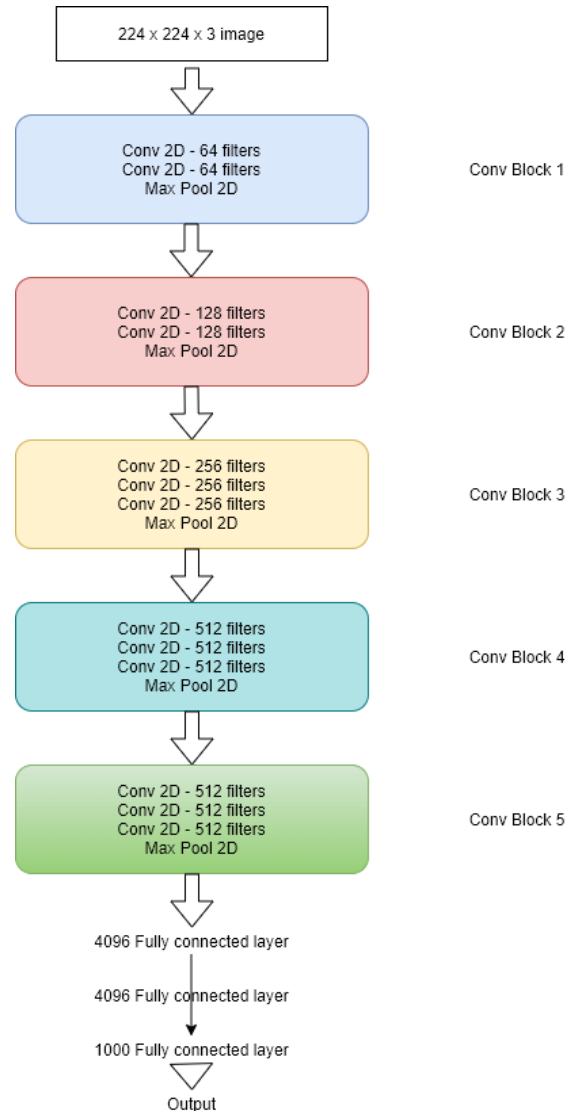 224 x 224 x 3 image
Conv 2D - 64 filters
Conv 2D - 64 filters
Max Pool 2D
Conv Block 1
Conv 2D - 128 filters
Conv 2D - 128 filters
Max Pool 2D
Conv Block 2
Conv 2D - 256 filters
Conv 2D - 256 filters
Conv 2D - 256 filters
Max Pool 2D
Conv Block 3
Conv 2D - 512 filters
Conv 2D - 512 filters
Conv 2D - 512 filters
Max Pool 2D
Conv Block 4
Conv 2D - 512 filters
Conv 2D - 512 filters
Conv 2D - 512 filters
Max Pool 2D
Conv Block 5
4096 Fully connected layer
4096 Fully connected layer
1000 Fully connected layer
Output